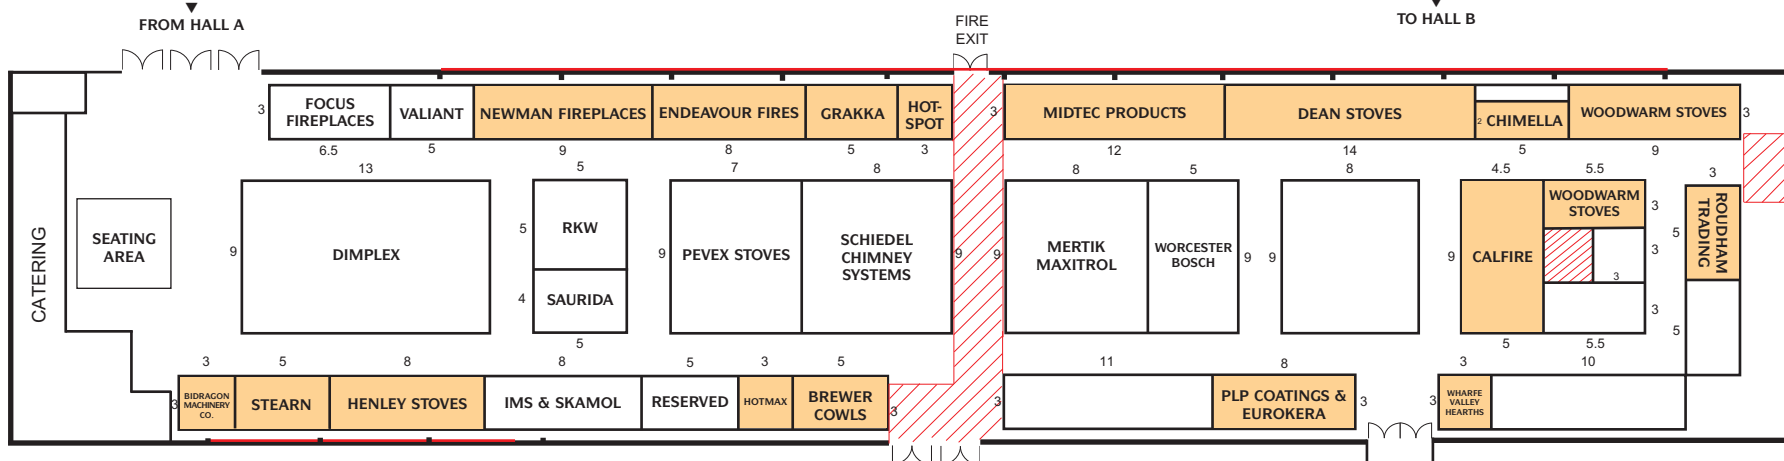 FROM HALL A
FIRE
EXIT
TO HALL B
3
FOCUS
FIREPLACES
VALIANT
NEWMAN FIREPLACES
ENDEAVOUR FIRES
GRAKKA
HOT-
SPOT
3
MIDTEC PRODUCTS
DEAN STOVES
2
CHIMELLA
WOODWARM STOVES
3
6.5
5
9
8
5
3
12
14
5
9
13
5
7
8
8
5
8
4.5
5.5
3
CATERING
SEATING
AREA
9
DIMPLEX
5
RKW
4
SAURIDA
9
PEVEX STOVES
SCHIEDEL
CHIMNEY
SYSTEMS
9
9
MERTIK
MAXITROL
WORCESTER
BOSCH
9
9
9
CALFIRE
WOODWARM
STOVES
3
3
3
3
5
ROUDHAM
TRADING
5
3
5
8
5
8
5
3
5
11
8
5
5.5
3
10
3
BIDRAGON
MACHINERY
CO.
STEARN
HENLEY STOVES
IMS & SKAMOL
RESERVED
HOTMAX
BREWER
COWLS
3
3
PLP COATINGS &
EUROKERA
3
3
WHARFE
VALLEY
HEARTHS